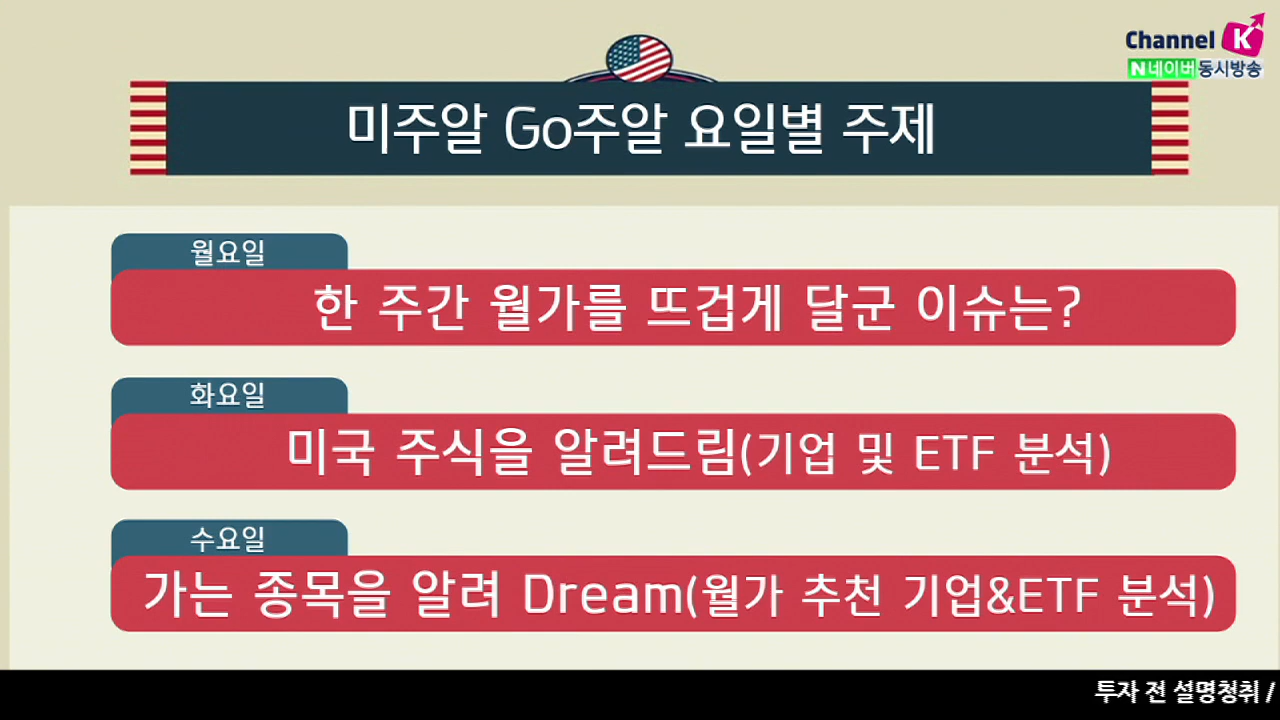 Channel K
N네이버 동시방송
미주알 Go주알 요일별 주제
월요일
한 주간 월가를 뜨겁게 달군 이슈는?
화요일
미국 주식을 알려드림(기업 및 ETF 분석)
수요일
가는 종목을 알려 Dream(월가 추천 기업&ETF 분석)
투자 전 설명청취 /